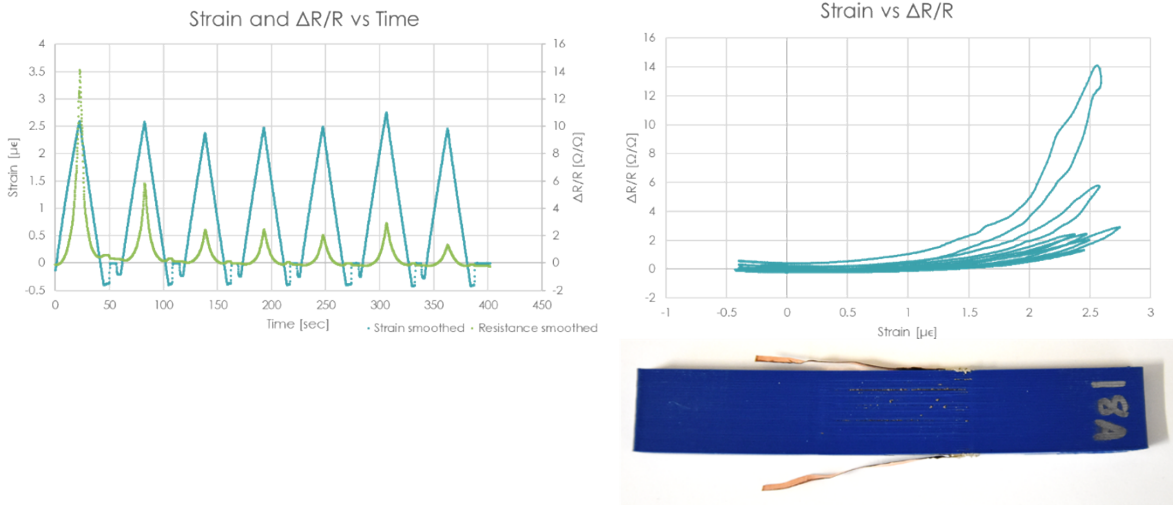 Strain and ΔR/R vs Time
4
3.5
3
2.5
2
1.5
1
0.5
0
-0.5
Strain [μє]
16
14
12
10
8
6
4
2
0
-2
ΔR/R [Ω/Ω]
0 50 100 150 200 250 300 350 400 450
Time [sec]
Strain smoothed
Resistance smoothed
Strain vs ΔR/R
16
14
12
10
8
6
4
2
0
-2
ΔR/R [Ω/Ω]
-1 -0.5 0 0.5 1 1.5 2 2.5 3
Strain [μє]
18A